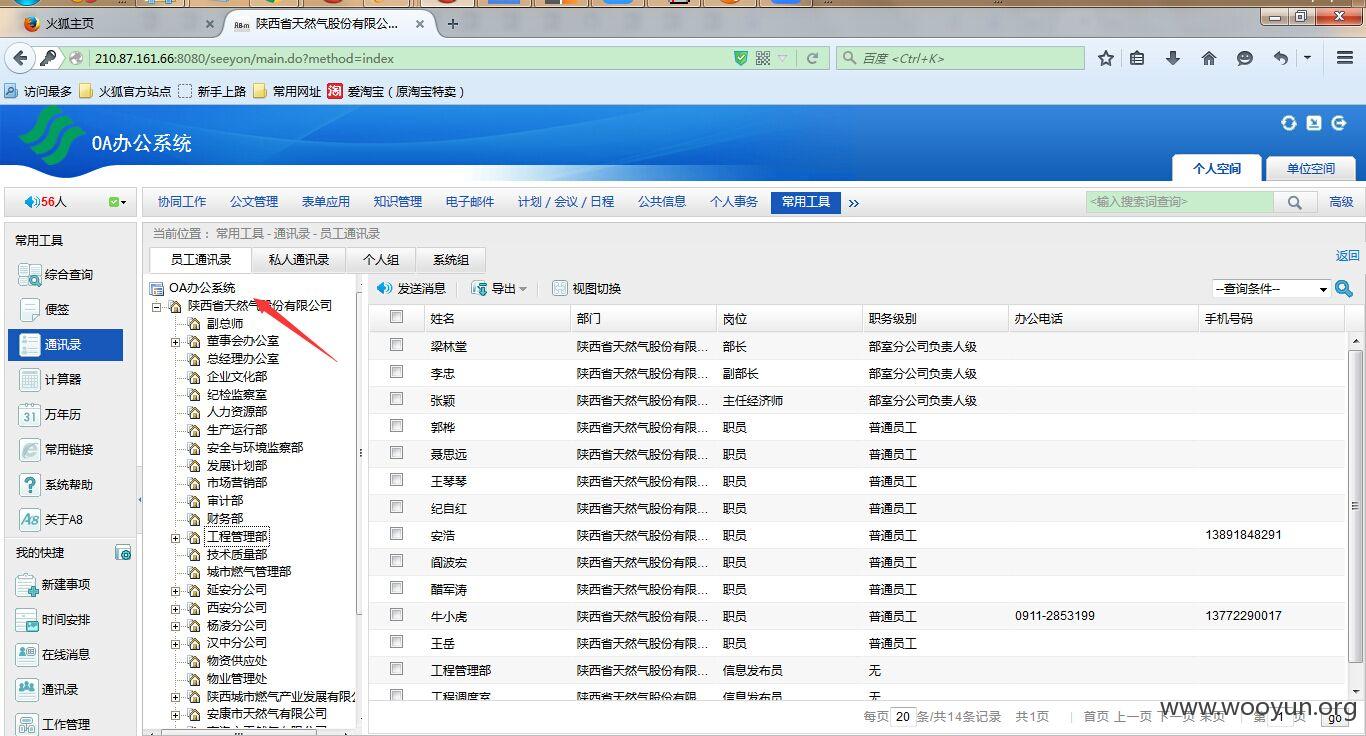 火狐主页
陕西省天然气股份有限公...
210.87.161.66:8080/seeyon/main.do?method=index
百度 <Ctrl+K>
访问最多 火狐官方站点 新手上路 常用网址 爱淘宝（原淘宝特卖）
OA办公系统
个人空间 单位空间
56人
协同工作 公文管理 表单应用 知识管理 电子邮件 计划 / 会议 / 日程 公共信息 个人事务 常用工具 »
<输入搜索词查询> 高级
常用工具
综合查询
便签
通讯录
计算器
万年历
常用链接
系统帮助
关于A8
我的快捷
新建事项
时间安排
在线消息
通讯录
工作管理
当前位置： 常用工具 - 通讯录 - 员工通讯录
员工通讯录 私人通讯录 个人组 系统组 返回
OA办公系统
陕西省天然气股份有限公司
副总师
董事会办公室
总经理办公室
企业文化部
纪检监察室
人力资源部
生产运行部
安全与环境监察部
发展计划部
市场营销部
审计部
财务部
工程管理部
技术质量部
城市燃气管理部
延安分公司
西安分公司
杨凌分公司
汉中分公司
物资供应处
物业管理处
陕西城市燃气产业发展有限公
安康市天然气有限公司
发送消息 导出 视图切换 --查询条件--
姓名 部门 岗位 职务级别 办公电话 手机号码
梁林堂 陕西省天然气股份有限... 部长 部室分公司负责人级
李忠 陕西省天然气股份有限... 副部长 部室分公司负责人级
张颖 陕西省天然气股份有限... 主任经济师 部室分公司负责人级
郭桦 陕西省天然气股份有限... 职员 普通员工
聂思远 陕西省天然气股份有限... 职员 普通员工
王琴琴 陕西省天然气股份有限... 职员 普通员工
纪自红 陕西省天然气股份有限... 职员 普通员工
安浩 陕西省天然气股份有限... 职员 普通员工 13891848291
阎波宏 陕西省天然气股份有限... 职员 普通员工
醋军涛 陕西省天然气股份有限... 职员 普通员工
牛小虎 陕西省天然气股份有限... 职员 普通员工 0911-2853199 13772290017
王岳 陕西省天然气股份有限... 职员 普通员工
工程管理部 陕西省天然气股份有限... 信息发布员 无
工程调度室 陕西省天然气股份有限... 信息发布员 无
每页 20 条/共14条记录 共1页 首页 上一页 下一页 末页 第 1 页 go
www.wooyun.org